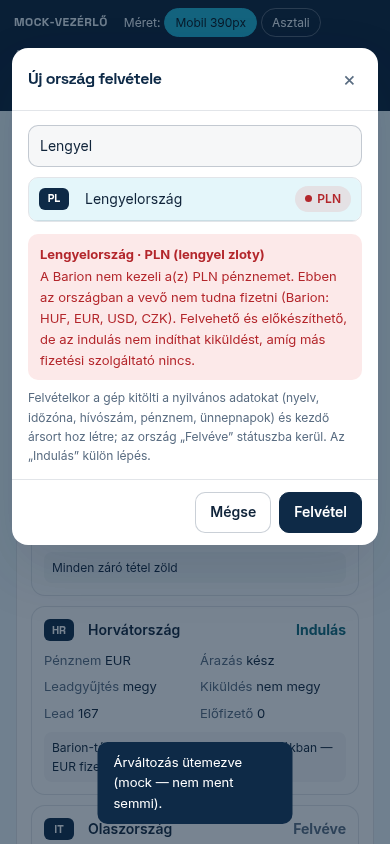 MOCK-VEZÉRLŐ Méret: Mobil 390px Asztali
Új ország felvétele ×
Lengyel
PL Lengyelország PLN
Lengyelország · PLN (lengyel zloty)
A Barion nem kezeli a(z) PLN pénznemet. Ebben
az országban a vevő nem tudna fizetni (Barion:
HUF, EUR, USD, CZK). Felvehető és előkészíthető,
de az indulás nem indíthat kiküldést, amíg más
fizetési szolgáltató nincs.
Felvételkor a gép kitölti a nyilvános adatokat (nyelv,
időzóna, hívószám, pénznem, ünnepnapok) és kezdő
ársort hoz létre; az ország „Felvéve” státuszba kerül. Az
„Indulás” külön lépés.
Mégse Felvétel
Minden záró tétel zöld
HR Horvátország Indulás
Pénznem EUR Árazás kész
Leadgyűjtés megy Kiküldés nem megy
Lead 167 Előfizető 0
EUR
Árváltozás ütemezve
(mock — nem ment
semmi).
IT Olaszország Felvéve